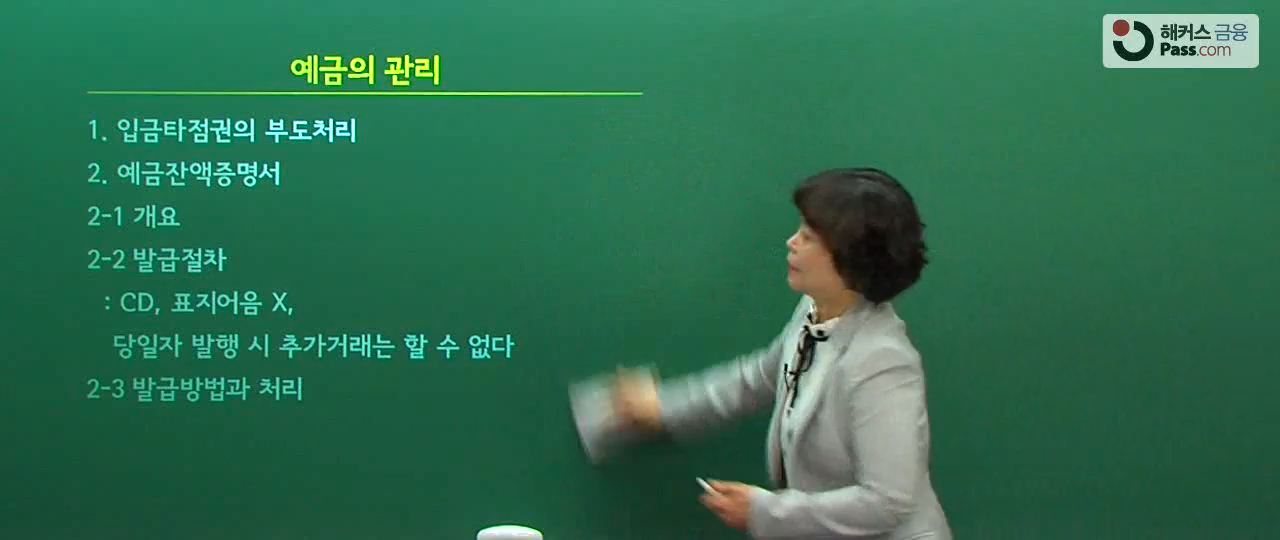 해커스 금융
Pass.com
예금의 관리
1. 입금타점권의 부도처리
2. 예금잔액증명서
2-1 개요
2-2 발급절차
: CD, 표지어음 X,
당일자 발행 시 추가거래는 할 수 없다
2-3 발급방법과 처리